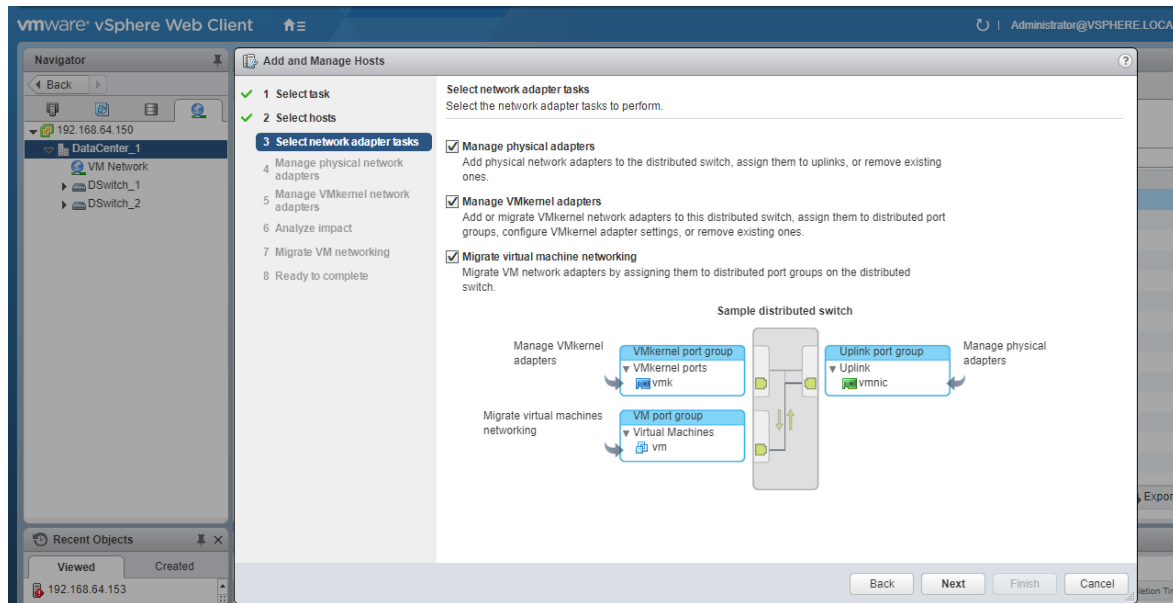 vmware® vSphere Web Client
Administrator@VSPHERE.LOCA
Navigator
Back
192.168.64.150
DataCenter_1
VM Network
DSwitch_1
DSwitch_2
Recent Objects
Viewed Created
192.168.64.153
Add and Manage Hosts
?
1 Select task
2 Select hosts
3 Select network adapter tasks
4 Manage physical network
adapters
5 Manage VMkernel network
adapters
6 Analyze impact
7 Migrate VM networking
8 Ready to complete
Select network adapter tasks
Select the network adapter tasks to perform.
Manage physical adapters
Add physical network adapters to the distributed switch, assign them to uplinks, or remove existing
ones.
Manage VMkernel adapters
Add or migrate VMkernel network adapters to this distributed switch, assign them to distributed port
groups, configure VMkernel adapter settings, or remove existing ones.
Migrate virtual machine networking
Migrate VM network adapters by assigning them to distributed port groups on the distributed
switch.
Sample distributed switch
Manage VMkernel
adapters
VMkernel port group
VMkernel ports
vmk
Migrate virtual machines
networking
VM port group
Virtual Machines
vm
Uplink port group
Uplink
vmnic
Manage physical
adapters
Back Next Finish Cancel
Expor
letion Ti